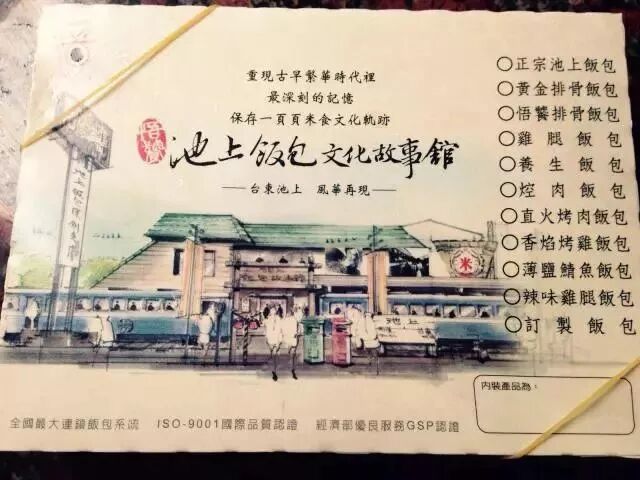 重現古早繁華時代裡
最深刻的記憶
保存一頁頁米食文化軌跡
悟饕
池上飯包文化故事館
台東池上 風華再現
○正宗池上飯包
○黃金排骨飯包
○悟饕排骨飯包
○雞腿飯包
○養生飯包
○焢肉飯包
○直火烤肉飯包
○香焰烤雞飯包
○薄鹽鯖魚飯包
○辣味雞腿飯包
○訂製飯包
米
池上
內裝產品為：
全國最大連鎖飯包系統 ISO-9001國際品質認證 經濟部優良服務GSP認證